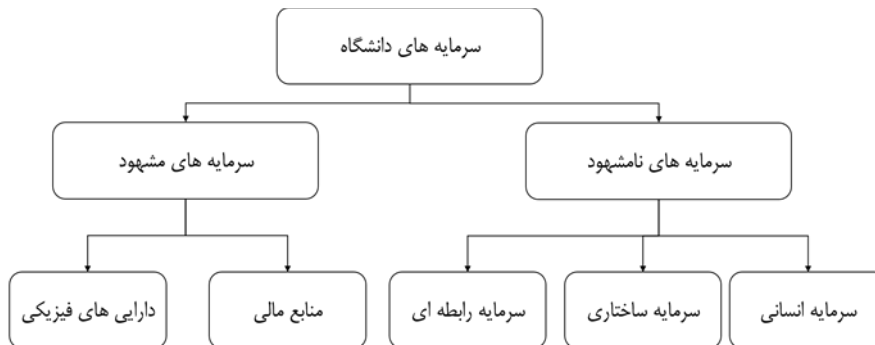 سرمایه های دانشگاه
سرمایه های نامشهود
سرمایه های مشهود
سرمایه انسانی
سرمایه ساختاری
سرمایه رابطه ای
منابع مالی
دارایی های فیزیکی